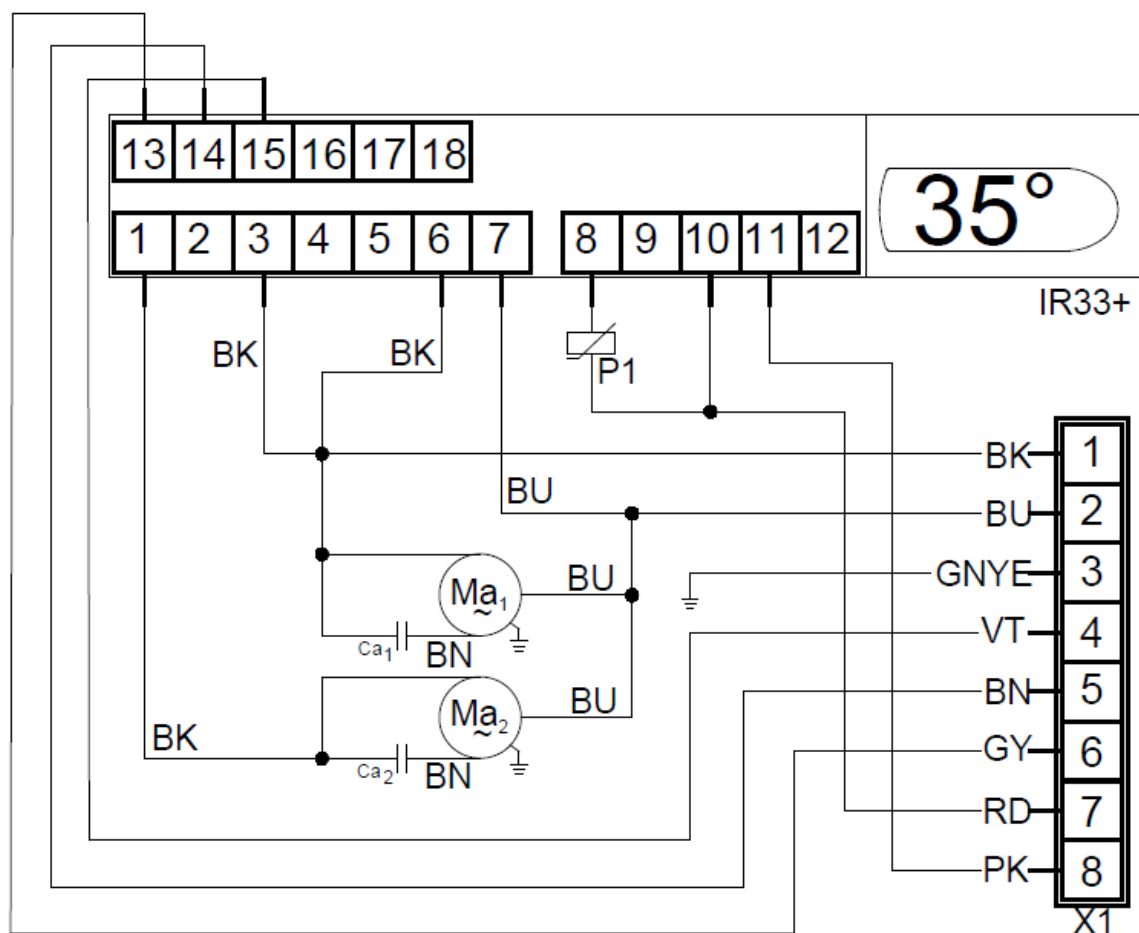 13 14 15 16 17 18
1 2 3 4 5 6 7 8 9 10 11 12
35°
IR33+
BK
BK
P1
BK 1
BU
BU 2
GNYE 3
Ma1
~
BU
VT 4
Ca1
BN
BN 5
Ma2
~
BU
BK
GY 6
Ca2
BN
RD 7
PK 8
X1